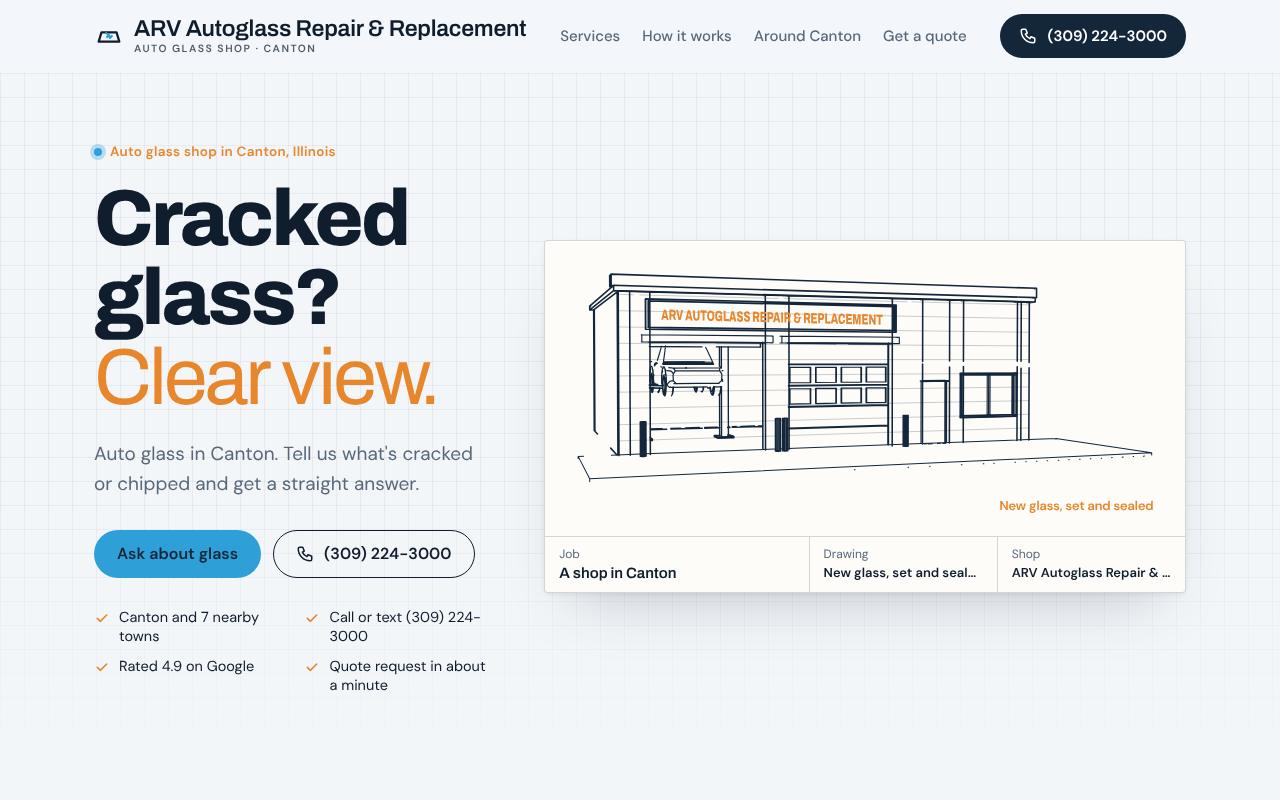 ARV Autoglass Repair & Replacement
AUTO GLASS SHOP · CANTON
Services
How it works
Around Canton
Get a quote
(309) 224-3000
Auto glass shop in Canton, Illinois
Cracked
glass?
Clear view.
Auto glass in Canton. Tell us what's cracked
or chipped and get a straight answer.
Ask about glass
(309) 224-3000
Canton and 7 nearby
towns
Call or text (309) 224-
3000
Rated 4.9 on Google
Quote request in about
a minute
ARV AUTOGLASS REPAIR & REPLACEMENT
New glass, set and sealed
Job
A shop in Canton
Drawing
New glass, set and seal...
Shop
ARV Autoglass Repair & ...